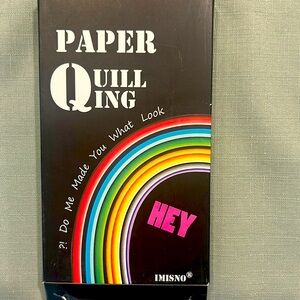 PAPER
QUILL
ING
?! Do Me Made You What Look
HEY
IMISNO®